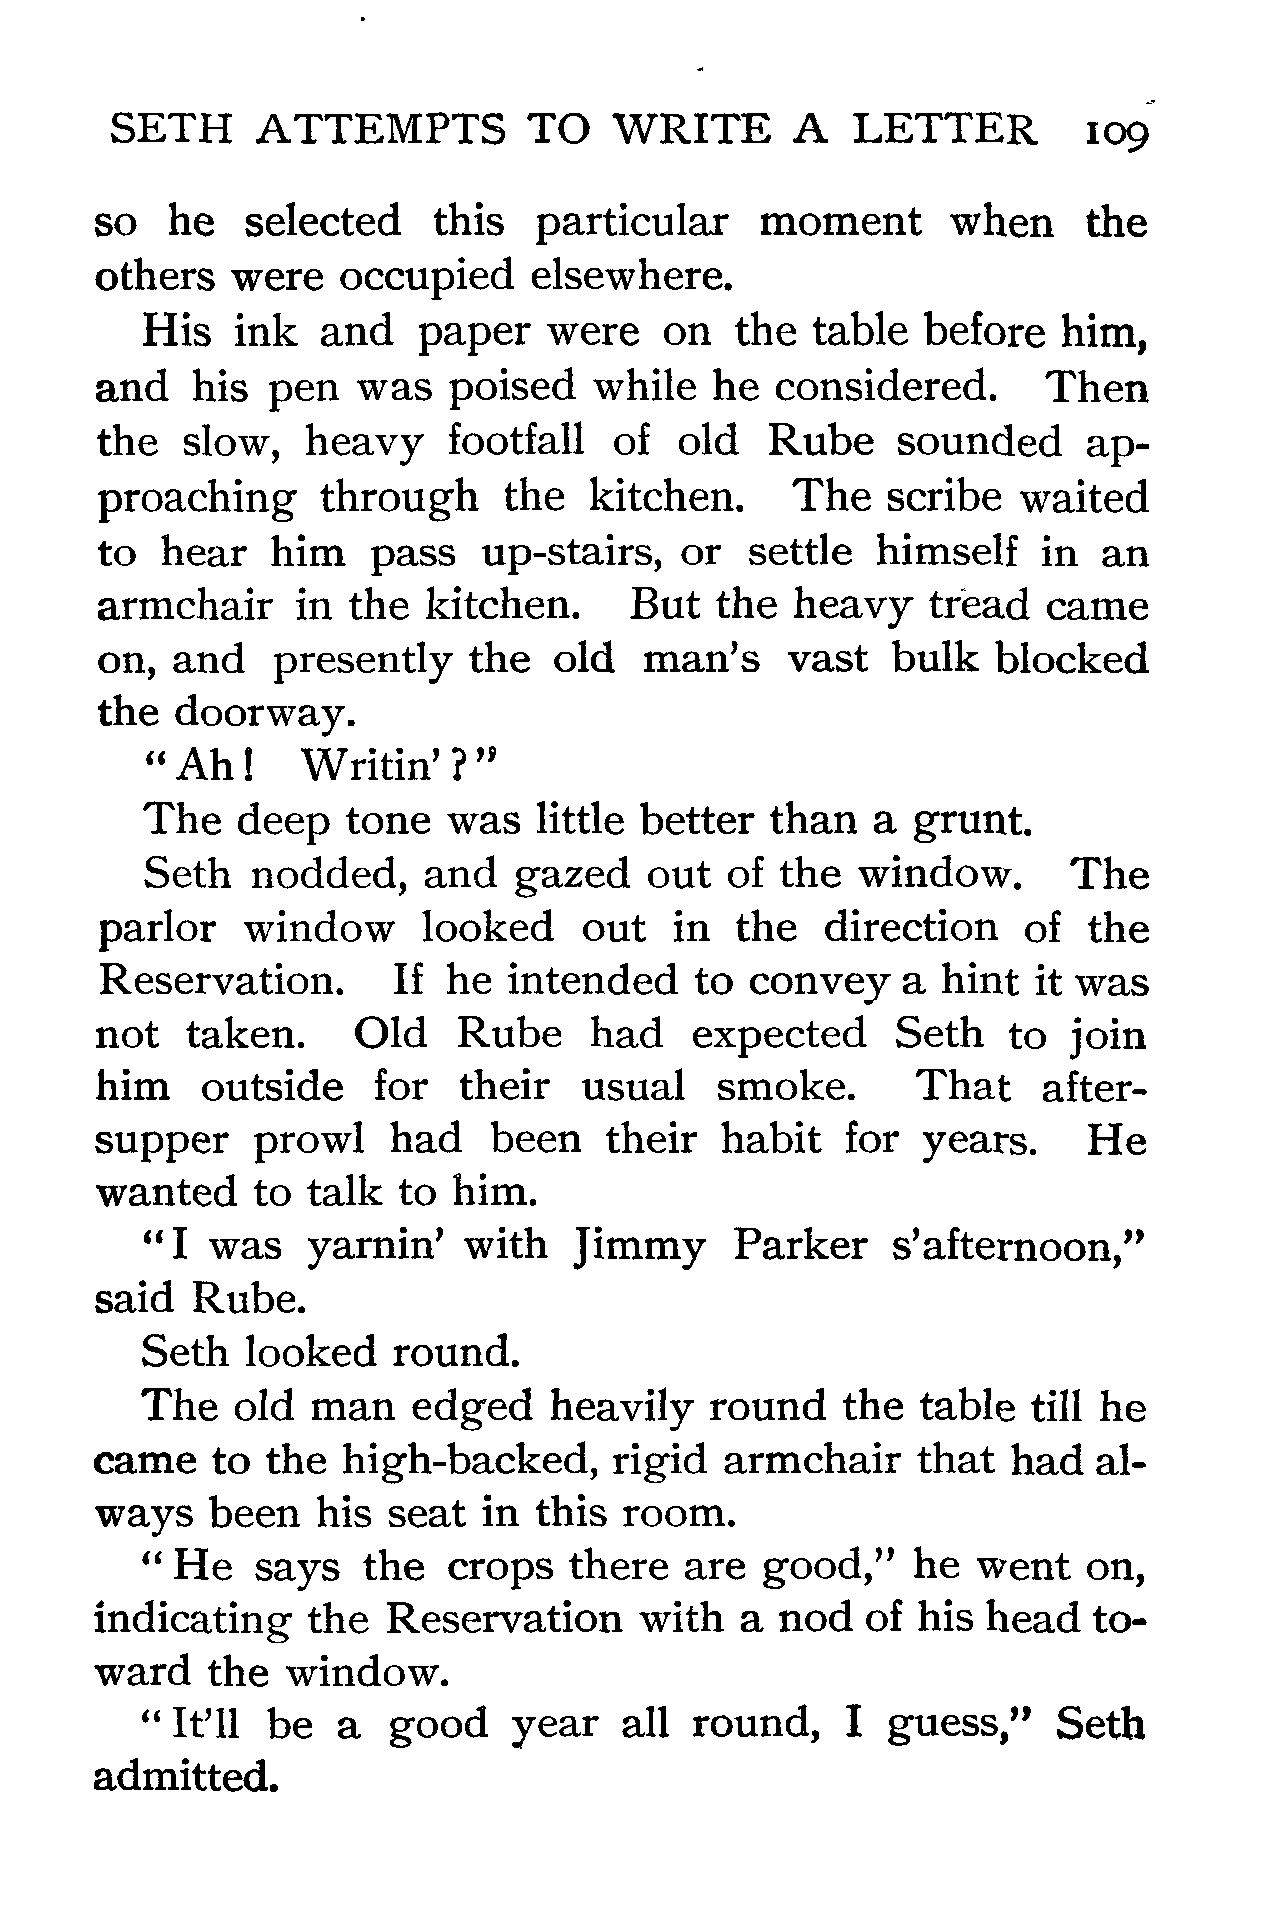 SETH ATTEMPTS TO WRITE A LETTER 109
so he selected this particular moment when the
others were occupied elsewhere.
His ink and paper were on the table before him,
and his pen was poised while he considered. Then
the slow, heavy footfall of old Rube sounded ap-
proaching through the kitchen. The scribe waited
to hear him pass up-stairs, or settle himself in an
armchair in the kitchen. But the heavy tread came
on, and presently the old man's vast bulk blocked
the doorway.
"Ah! Writin'?"
The deep tone was little better than a grunt.
Seth nodded, and gazed out of the window. The
parlor window looked out in the direction of the
Reservation. If he intended to convey a hint it was
not taken. Old Rube had expected Seth to join
him outside for their usual smoke. That after-
supper prowl had been their habit for years. He
wanted to talk to him.
"I was yarnin' with Jimmy Parker s'afternoon,"
said Rube.
Seth looked round.
The old man edged heavily round the table till he
came to the high-backed, rigid armchair that had al-
ways been his seat in this room.
"He says the crops there are good," he went on,
indicating the Reservation with a nod of his head to-
ward the window.
"It'll be a good year all round, I guess," Seth
admitted.